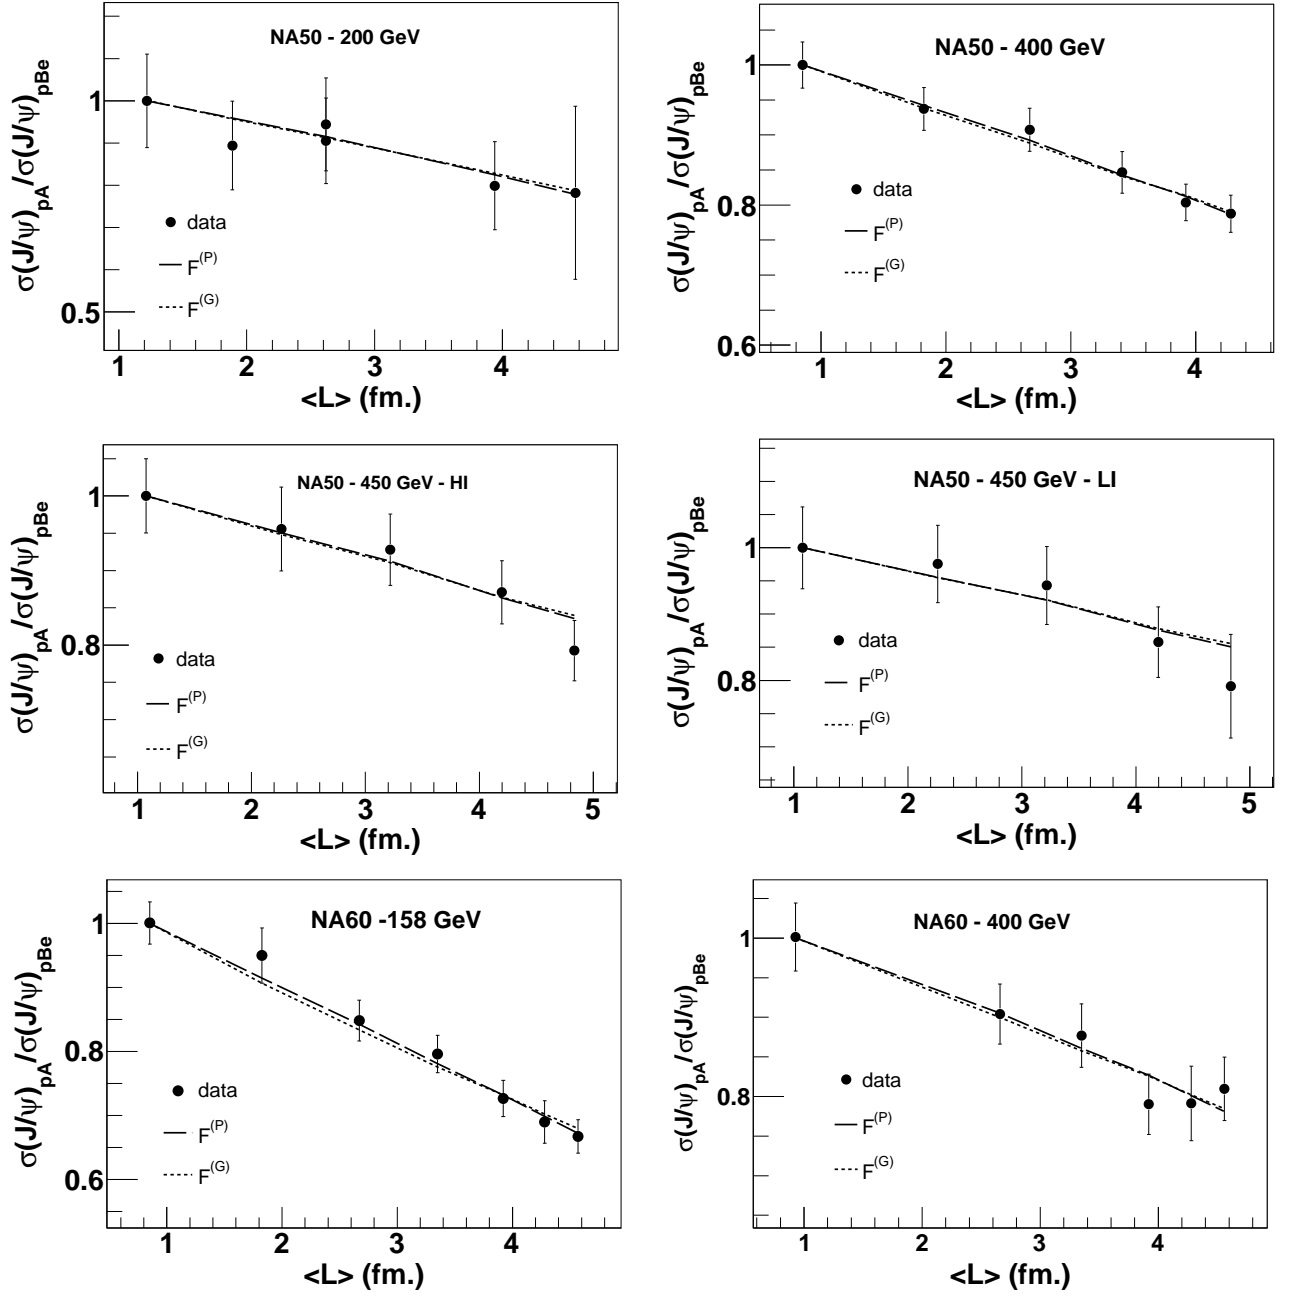 NA50 - 200 GeV
σ(J/ψ)pA/σ(J/ψ)pBe
1
0.5
data
F(P)
F(G)
1 2 3 4
<L> (fm.)
NA50 - 400 GeV
σ(J/ψ)pA/σ(J/ψ)pBe
1
0.8
0.6
data
F(P)
F(G)
1 2 3 4
<L> (fm.)
NA50 - 450 GeV - HI
σ(J/ψ)pA/σ(J/ψ)pBe
1
0.8
data
F(P)
F(G)
1 2 3 4 5
<L> (fm.)
NA50 - 450 GeV - LI
σ(J/ψ)pA/σ(J/ψ)pBe
1
0.8
data
F(P)
F(G)
1 2 3 4 5
<L> (fm.)
NA60 -158 GeV
σ(J/ψ)pA/σ(J/ψ)pBe
1
0.8
0.6
data
F(P)
F(G)
1 2 3 4
<L> (fm.)
NA60 - 400 GeV
σ(J/ψ)pA/σ(J/ψ)pBe
1
0.8
data
F(P)
F(G)
1 2 3 4
<L> (fm.)